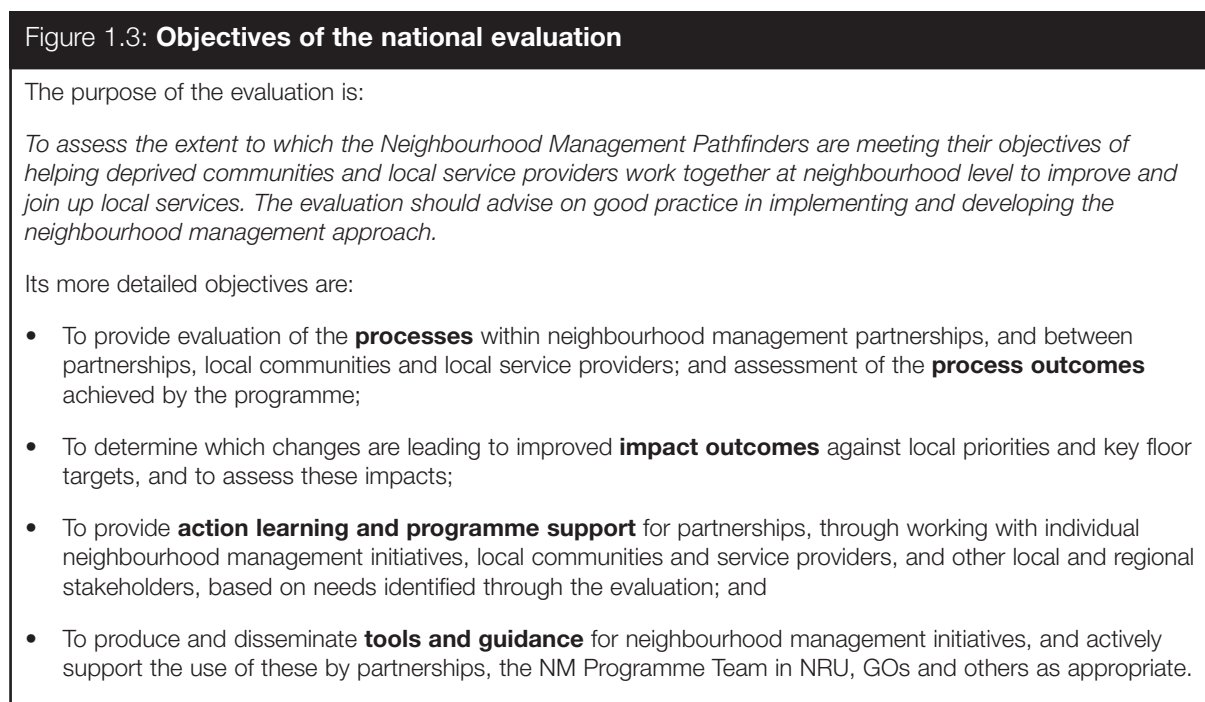 Figure 1.3: Objectives of the national evaluation
The purpose of the evaluation is:
To assess the extent to which the Neighbourhood Management Pathfinders are meeting their objectives of
helping deprived communities and local service providers work together at neighbourhood level to improve and
join up local services. The evaluation should advise on good practice in implementing and developing the
neighbourhood management approach.
Its more detailed objectives are:
• To provide evaluation of the processes within neighbourhood management partnerships, and between
partnerships, local communities and local service providers; and assessment of the process outcomes
achieved by the programme;
• To determine which changes are leading to improved impact outcomes against local priorities and key floor
targets, and to assess these impacts;
• To provide action learning and programme support for partnerships, through working with individual
neighbourhood management initiatives, local communities and service providers, and other local and regional
stakeholders, based on needs identified through the evaluation; and
• To produce and disseminate tools and guidance for neighbourhood management initiatives, and actively
support the use of these by partnerships, the NM Programme Team in NRU, GOs and others as appropriate.